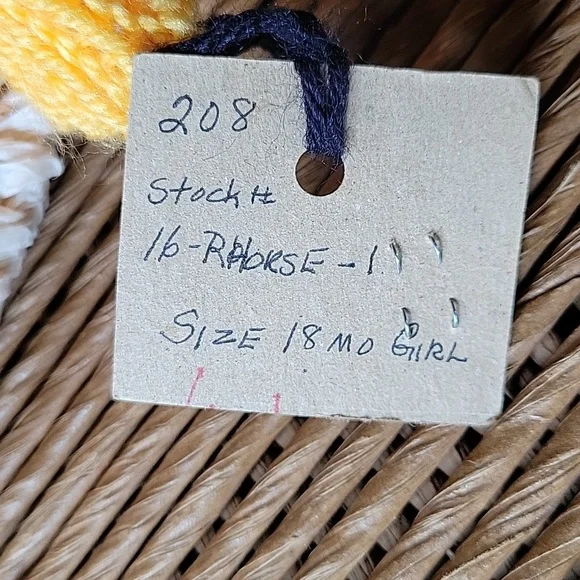 208
Stock #
16-RHORSE-1
SIZE 18 MO GIRL